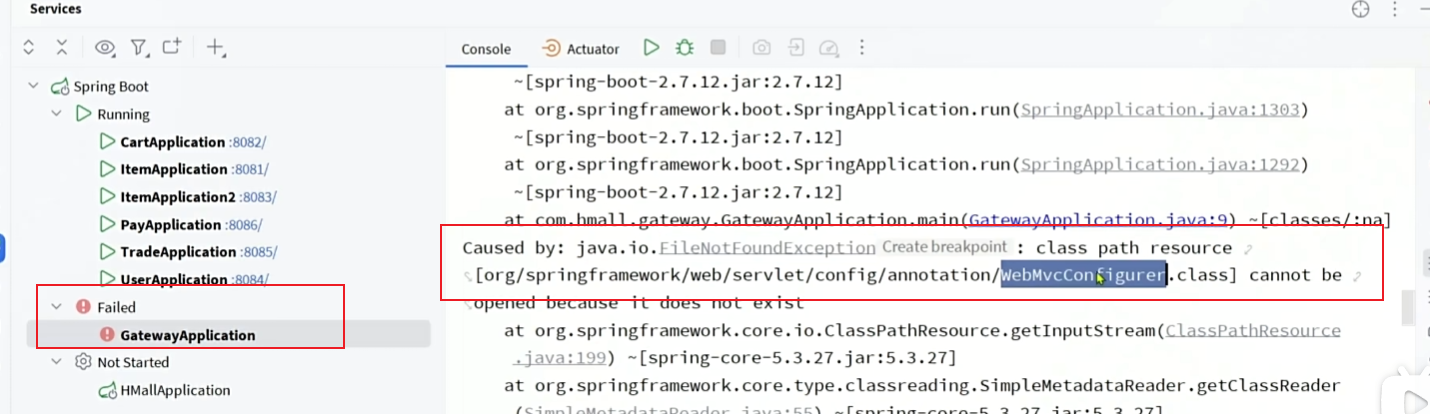 Services
Console
Actuator
Spring Boot
Running
CartApplication :8082/
ItemApplication :8081/
ItemApplication2 :8083/
PayApplication :8086/
TradeApplication :8085/
UserApplication :8084/
Failed
GatewayApplication
Not Started
HMallApplication
~[spring-boot-2.7.12.jar:2.7.12]
at org.springframework.boot.SpringApplication.run(SpringApplication.java:1303)
~[spring-boot-2.7.12.jar:2.7.12]
at org.springframework.boot.SpringApplication.run(SpringApplication.java:1292)
~[spring-boot-2.7.12.jar:2.7.12]
at com.hmall.gateway.GatewayApplication.main(GatewayApplication.java:9) ~[classes/:na]
Caused by: java.io.FileNotFoundException Create breakpoint : class path resource
[org/springframework/web/servlet/config/annotation/WebMvcConfigurer.class] cannot be
opened because it does not exist
at org.springframework.core.io.ClassPathResource.getInputStream(ClassPathResource
.java:199) ~[spring-core-5.3.27.jar:5.3.27]
at org.springframework.core.type.classreading.SimpleMetadataReader.getClassReader
(SimpleMetadataReader.java:55) ~[spring-core-5.3.27.jar:5.3.27]